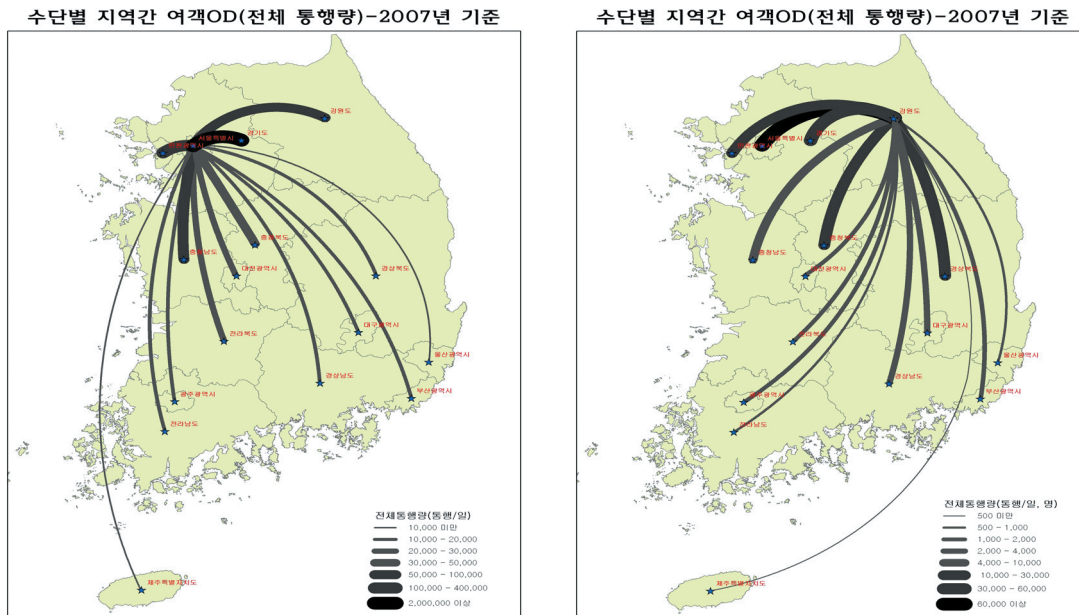 수단별 지역간 여객OD(전체 통행량)-2007년 기준
강원도
서울특별시
경기도
충청남도
충청북도
대전광역시
경상북도
전라북도
대구광역시
울산광역시
경상남도
부산광역시
광주광역시
전라남도
제주특별자치도
전체통행량(통행/일)
10,000 미만
10,000 - 20,000
20,000 - 30,000
30,000 - 50,000
50,000 - 100,000
100,000 - 400,000
2,000,000 이상
수단별 지역간 여객OD(전체 통행량)-2007년 기준
강원도
서울특별시
경기도
충청북도
충청남도
대전광역시
경상북도
전라북도
대구광역시
울산광역시
경상남도
부산광역시
광주광역시
전라남도
제주특별자치도
전체통행량(통행/일, 명)
500 미만
500 - 1,000
1,000 - 2,000
2,000 - 4,000
4,000 - 10,000
10,000 - 30,000
30,000 - 60,000
60,000 이상